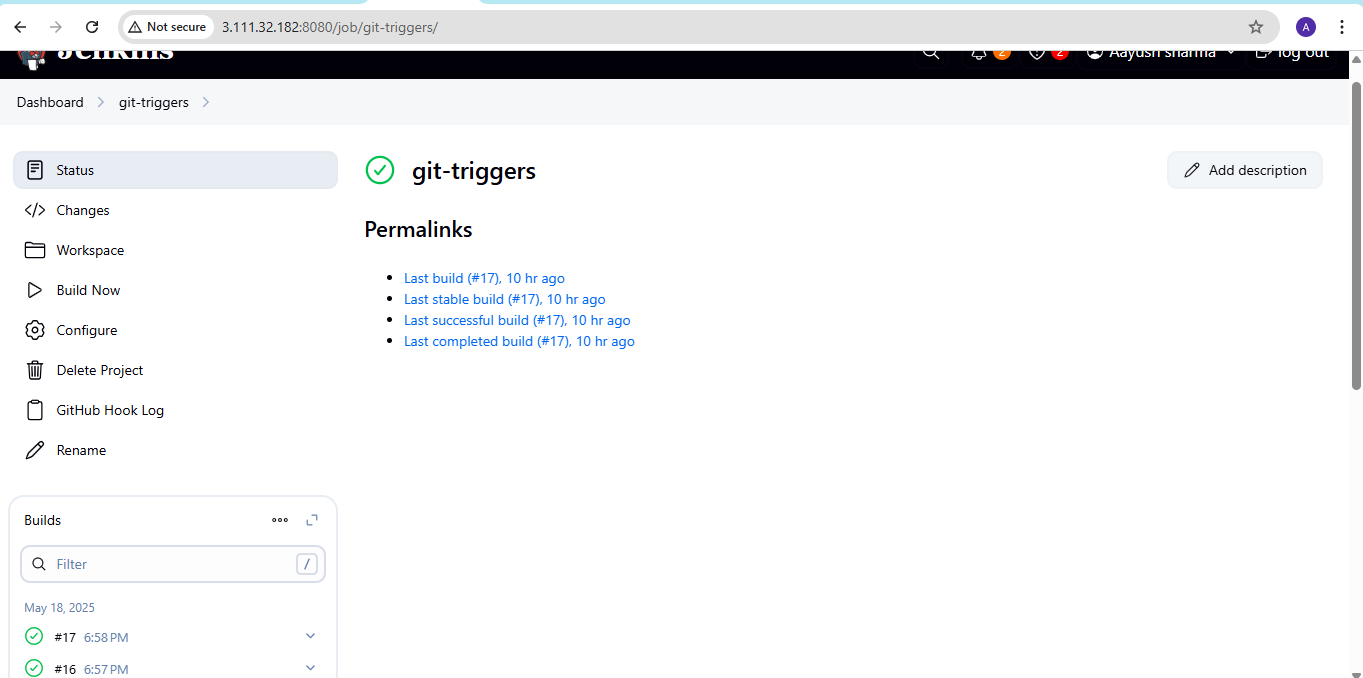 Not secure 3.111.32.182:8080/job/git-triggers/ A
Jenkins 2 2 Aayush sharma log out
Dashboard git-triggers
Status
Changes
Workspace
Build Now
Configure
Delete Project
GitHub Hook Log
Rename
git-triggers
Add description
Permalinks
Last build (#17), 10 hr ago
Last stable build (#17), 10 hr ago
Last successful build (#17), 10 hr ago
Last completed build (#17), 10 hr ago
Builds
Filter /
May 18, 2025
#17 6:58 PM
#16 6:57 PM